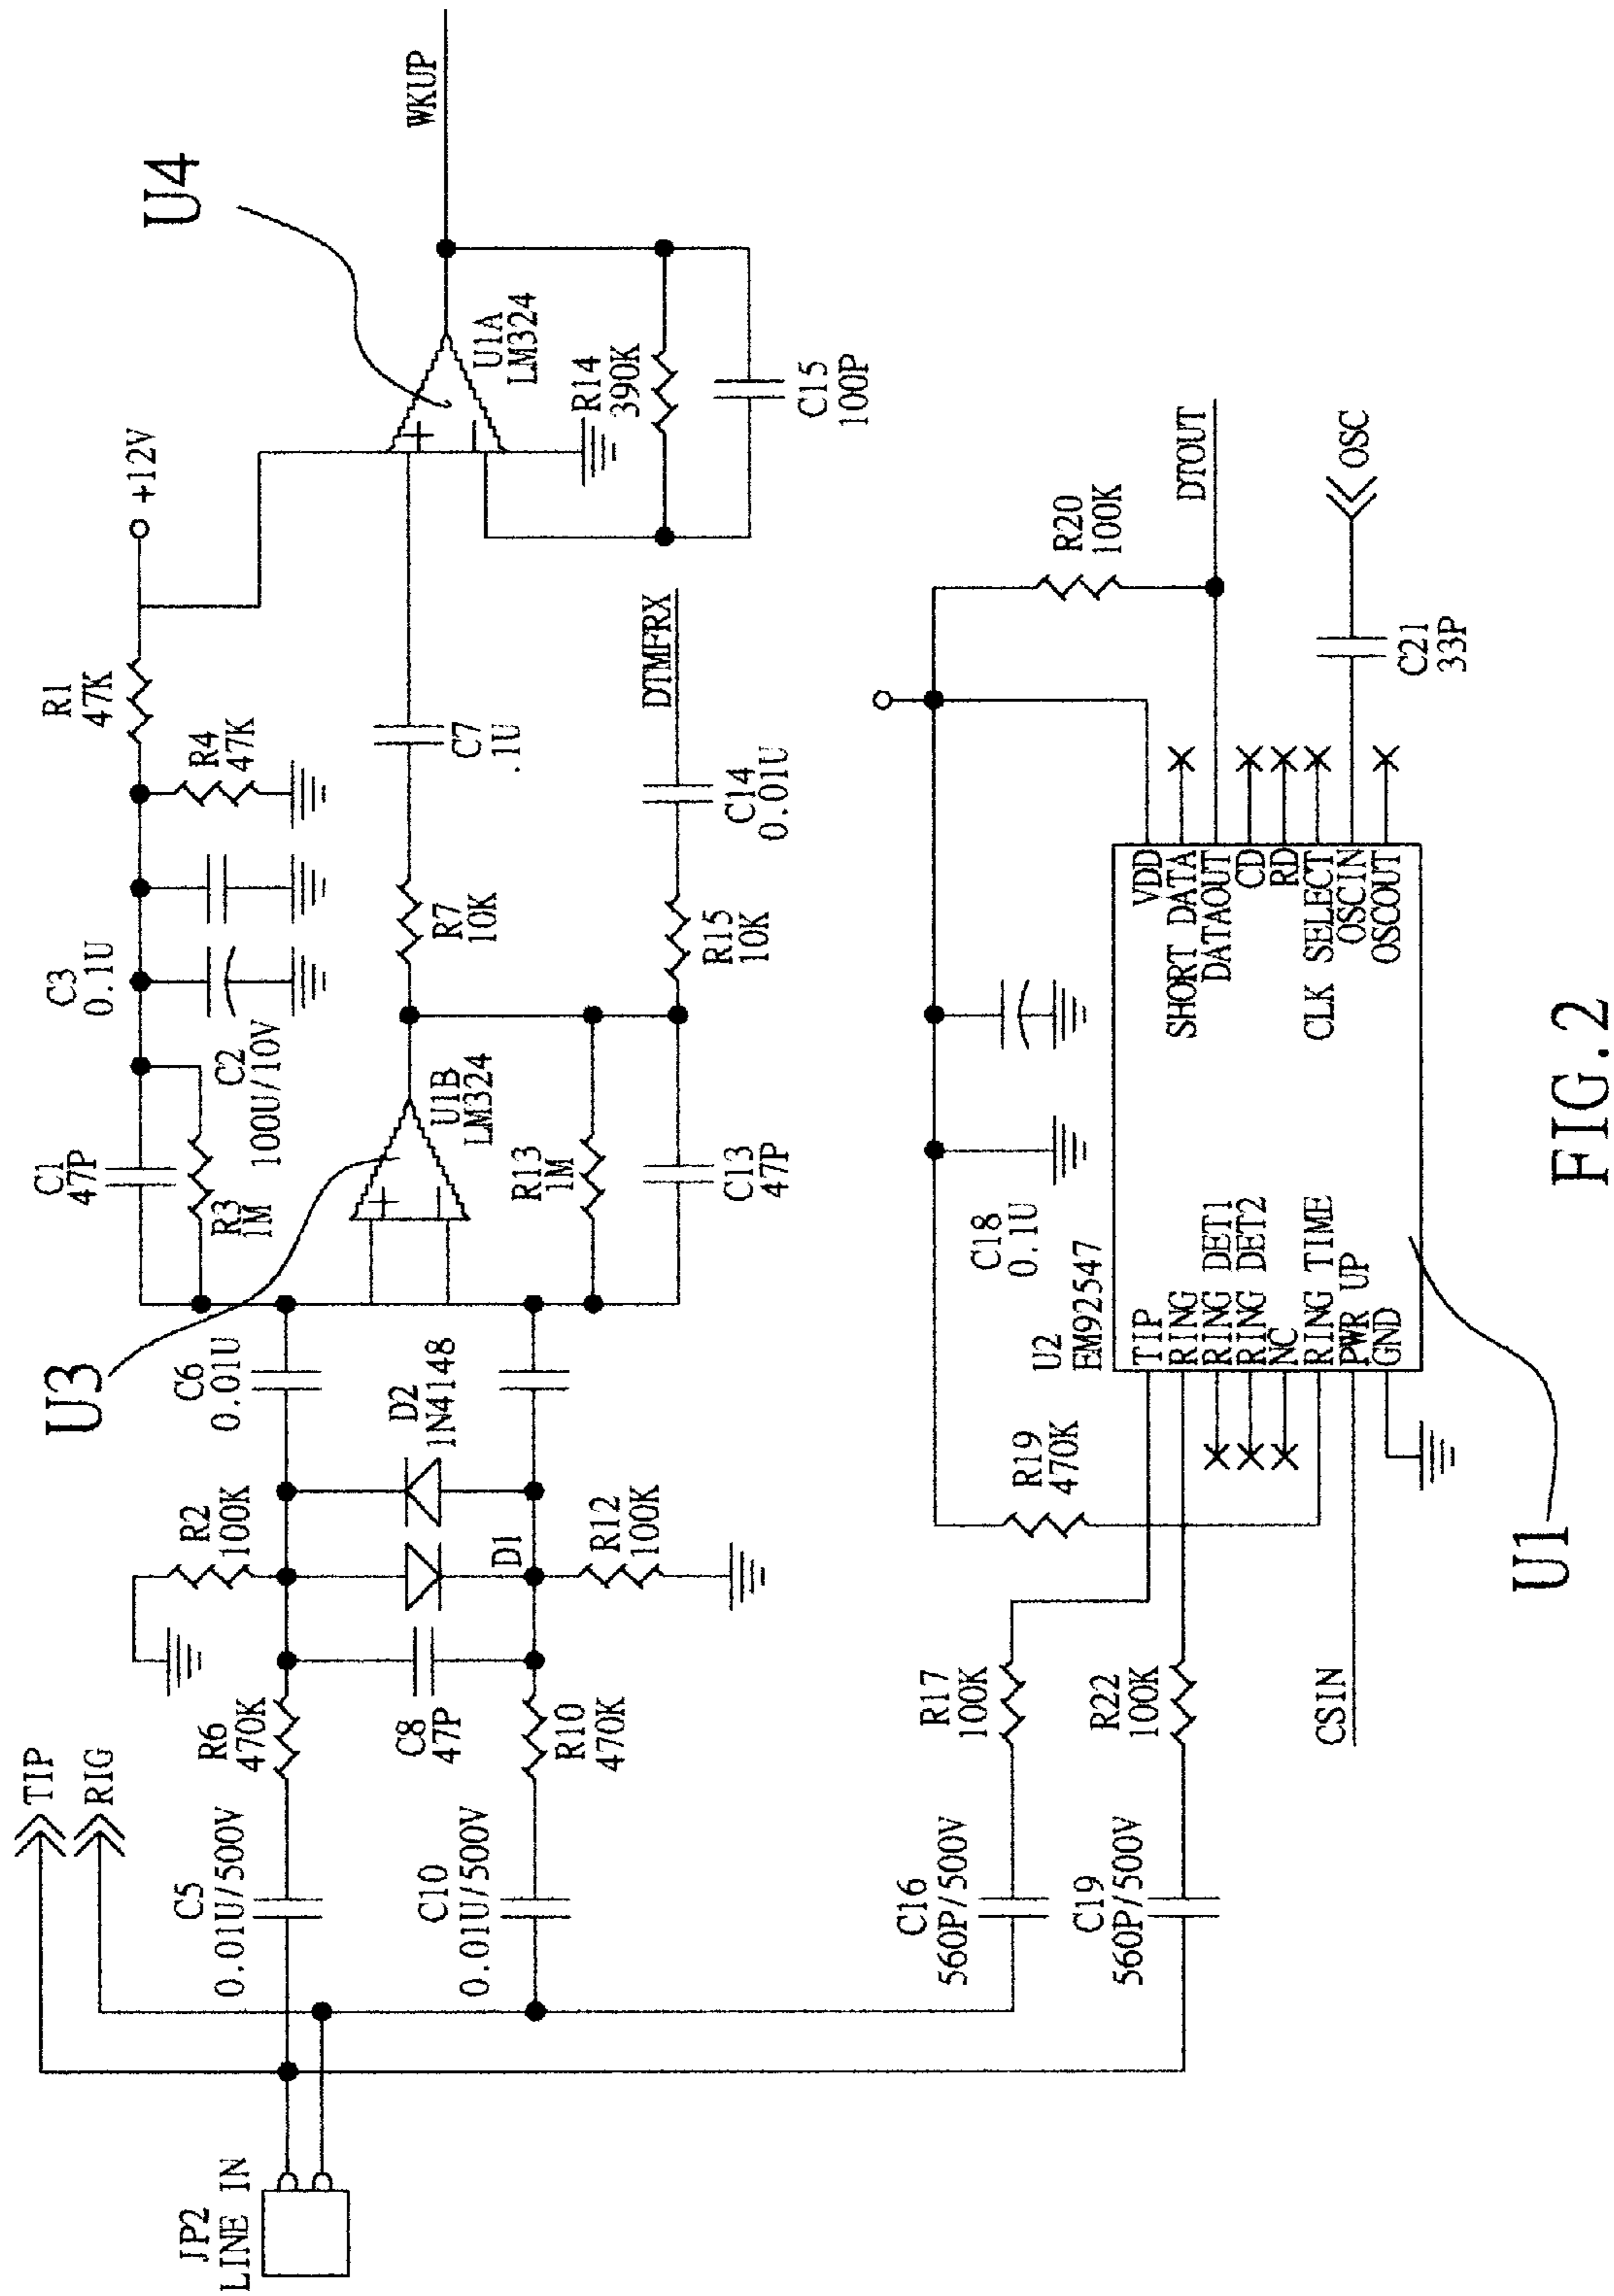 JP2
LINE IN
TIP
RIG
C5
0.01U/500V
R6
470K
R2
100K
C6
0.01U
C8
47P
D2
1N4148
D1
C10
0.01U/500V
R10
470K
R12
100K
U3
C1
47P
R3
1M
C2
100U/10V
C3
0.1U
R4
47K
R1
47K
+12V
U4
+
−
U1B
LM324
R13
1M
C13
47P
R7
10K
C7
.1U
R15
10K
C14
0.01U
DTMFRX
+
−
U1A
LM324
WKUP
R14
390K
C15
100P
C16
560P/500V
R17
100K
C19
560P/500V
R22
100K
CSIN
R19
470K
C18
0.1U
U2
EM92547
TIP
RING
RING DET1
RING DET2
NC
RING TIME
PWR UP
GND
VDD
SHORT DATA
DATAOUT
CD
RD
CLK SELECT
OSCIN
OSCOUT
R20
100K
DTOUT
C21
33P
OSC
U1
FIG.2